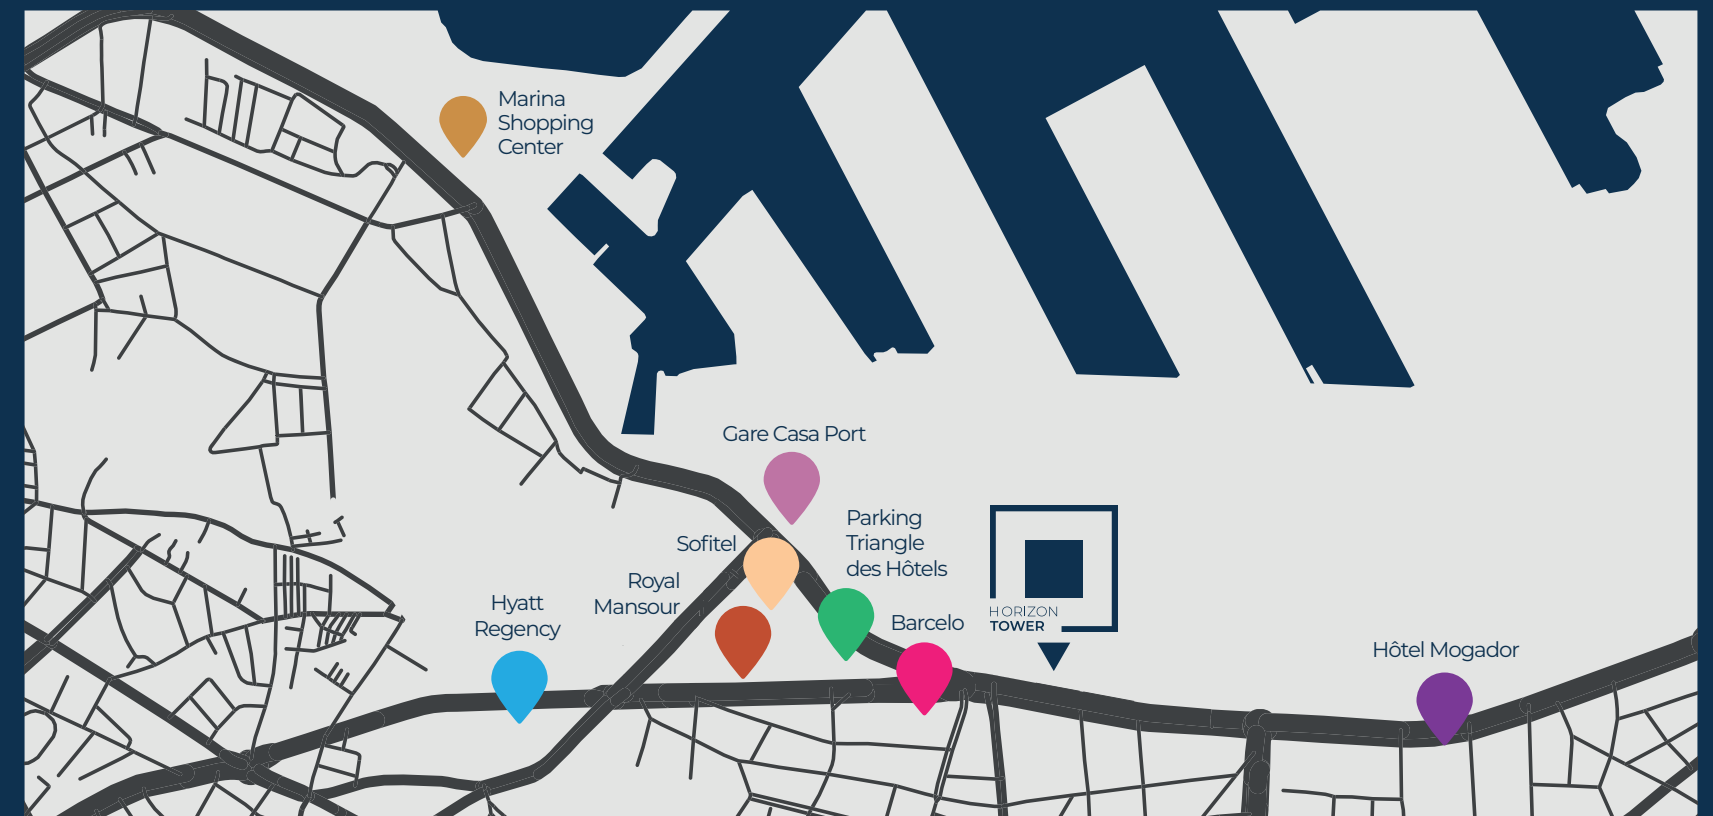 Marina
Shopping
Center
Gare Casa Port
Parking
Triangle
des Hôtels
Sofitel
Royal
Mansour
Hyatt
Regency
Barcelo
HORIZON
TOWER
Hôtel Mogador